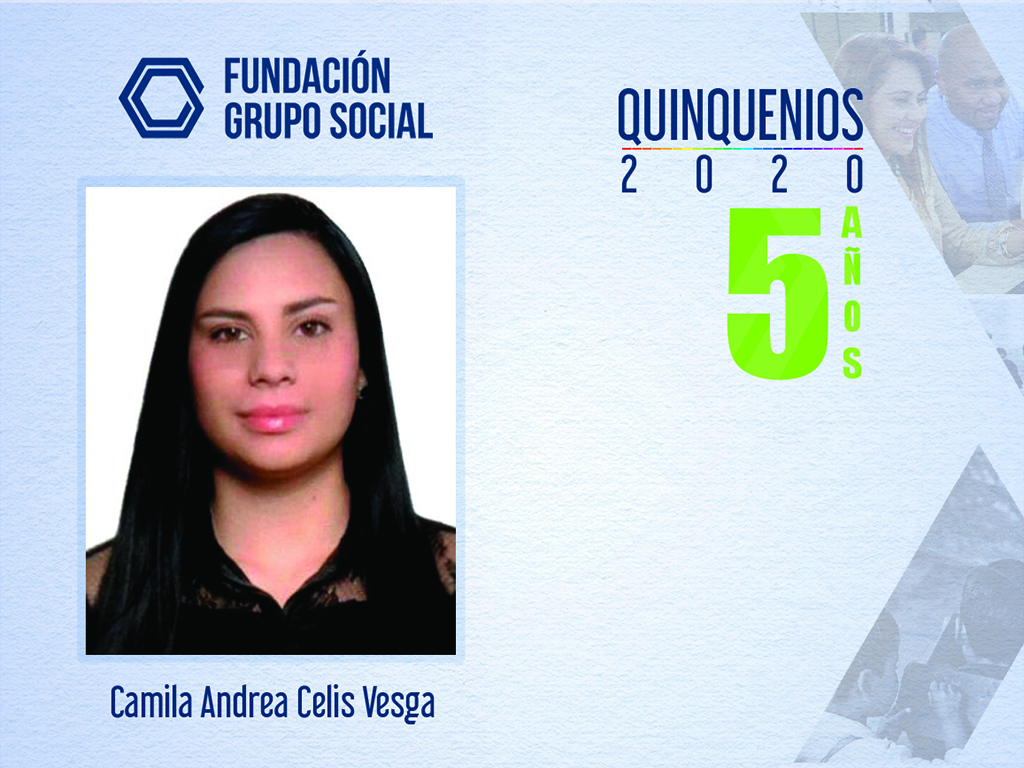 FUNDACIÓN
GRUPO SOCIAL
QUINQUENIOS
2020
5 AÑOS
Camila Andrea Celis Vesga